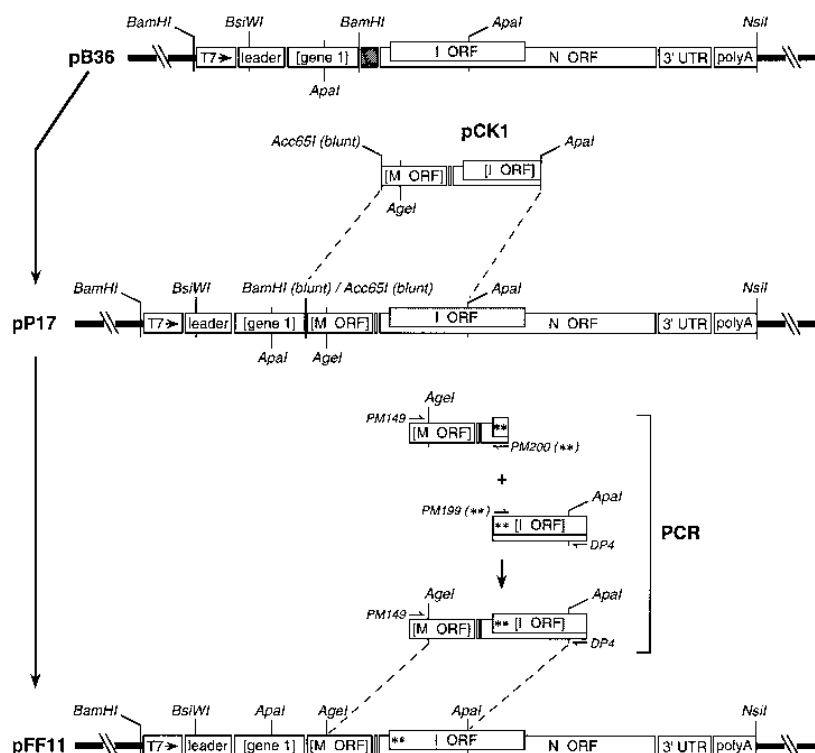 BamHI BsiWI BamHI ApaI NsiI
pB36 T7 leader [gene 1] I ORF N ORF 3' UTR polyA
ApaI
pCK1
Acc65I (blunt) ApaI
[M ORF] [I ORF]
AgeI
BamHI BsiWI BamHI (blunt) / Acc65I (blunt) ApaI NsiI
pP17 T7 leader [gene 1] [M ORF] I ORF N ORF 3' UTR polyA
ApaI AgeI
AgeI
PM149
[M ORF] **
PM200 (**)
+
ApaI
PM199 (**)
** [I ORF]
DP4
PCR
AgeI ApaI
PM149
[M ORF] ** [I ORF]
DP4
BamHI BsiWI ApaI AgeI ApaI NsiI
pFF11 T7 leader [gene 1] [M ORF] ** I ORF N ORF 3' UTR polyA